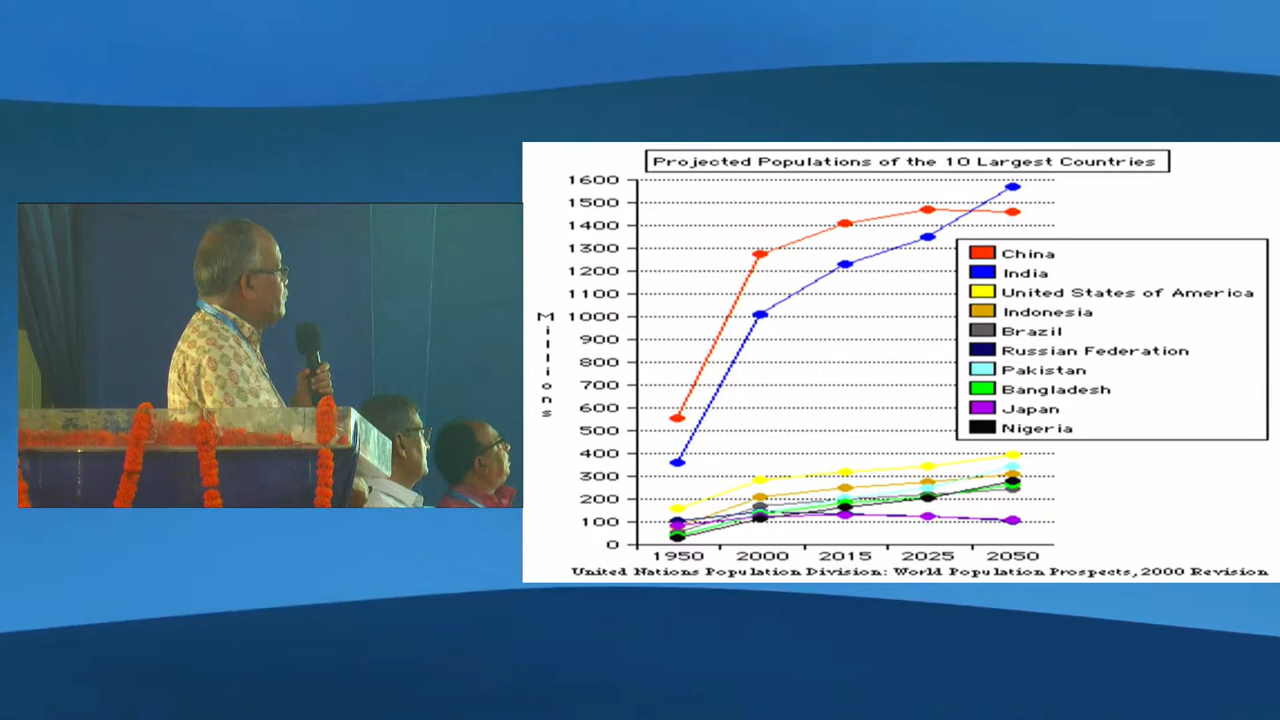 Projected Populations of the 10 Largest Countries
1600
1500
1400
1300
1200
1100
1000
900
800
700
600
500
400
300
200
100
0
Millions
China
India
United States of America
Indonesia
Brazil
Russian Federation
Pakistan
Bangladesh
Japan
Nigeria
1950 2000 2015 2025 2050
United Nations Population Division: World Population Prospects, 2000 Revision